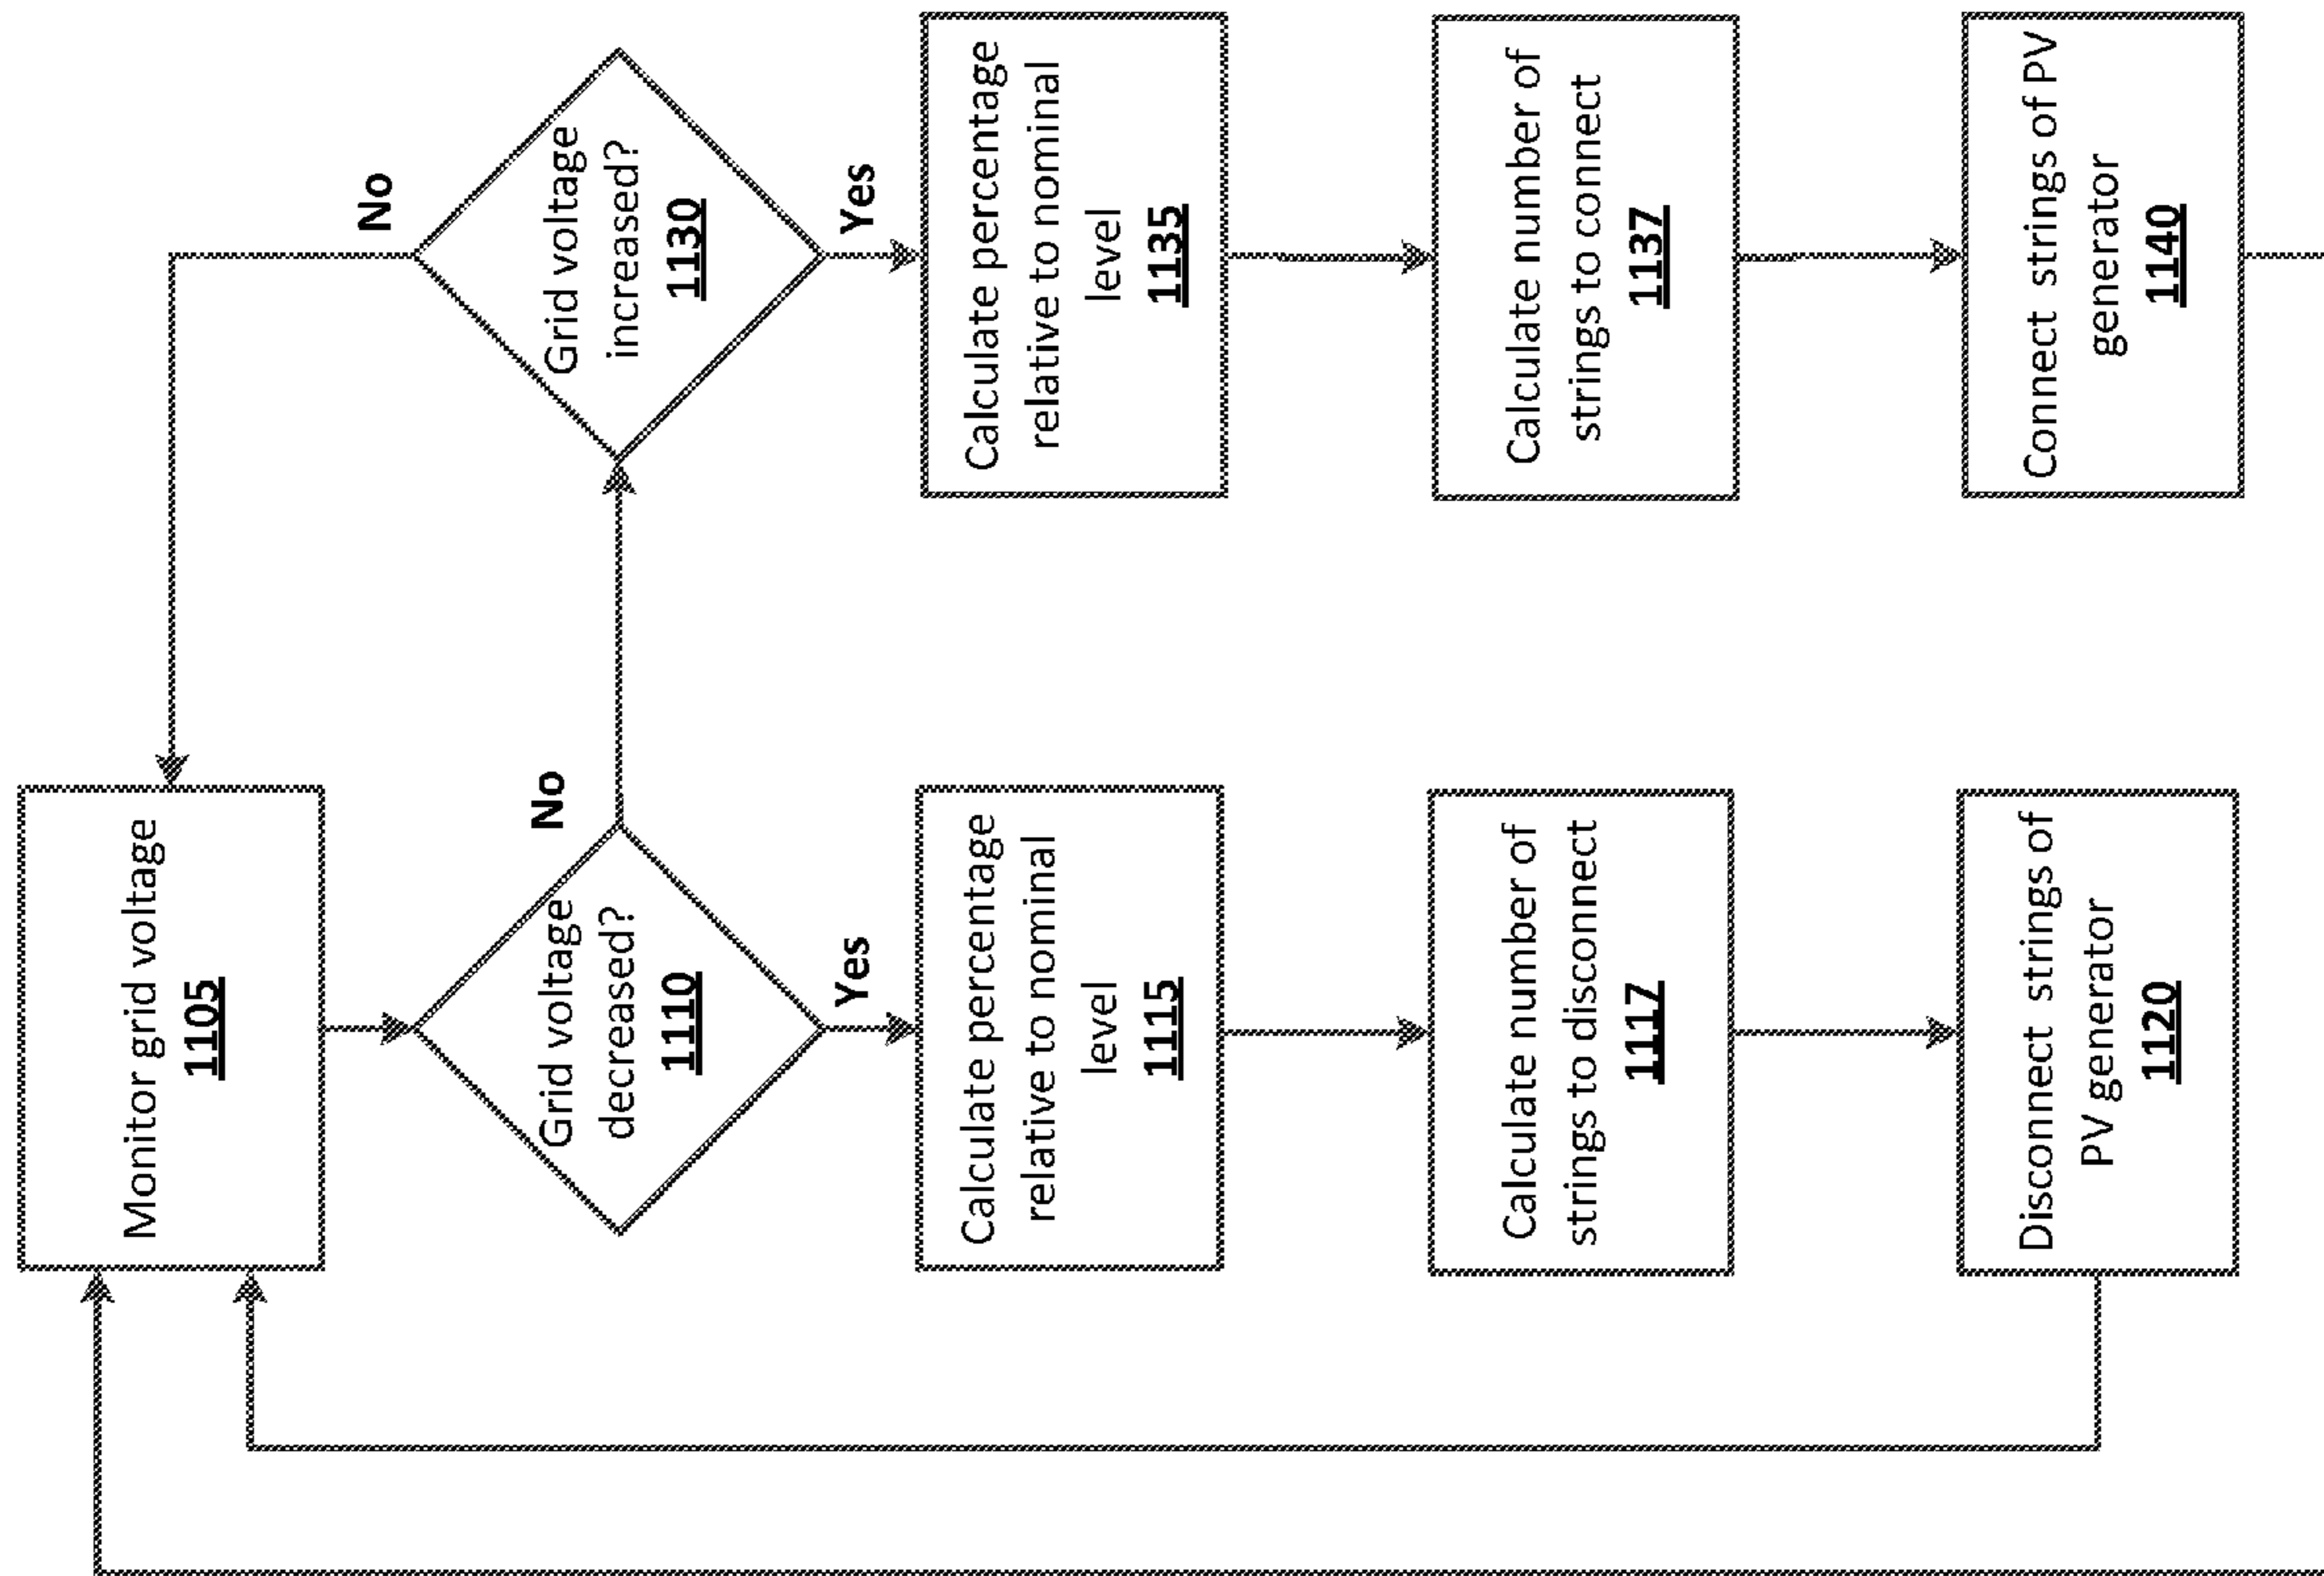 Monitor grid voltage
1105
Grid voltage
decreased?
1110
No
Yes
Calculate percentage
relative to nominal
level
1115
Calculate number of
strings to disconnect
1117
Disconnect strings of
PV generator
1120
Grid voltage
increased?
1130
No
Yes
Calculate percentage
relative to nominal
level
1135
Calculate number of
strings to connect
1137
Connect strings of PV
generator
1140